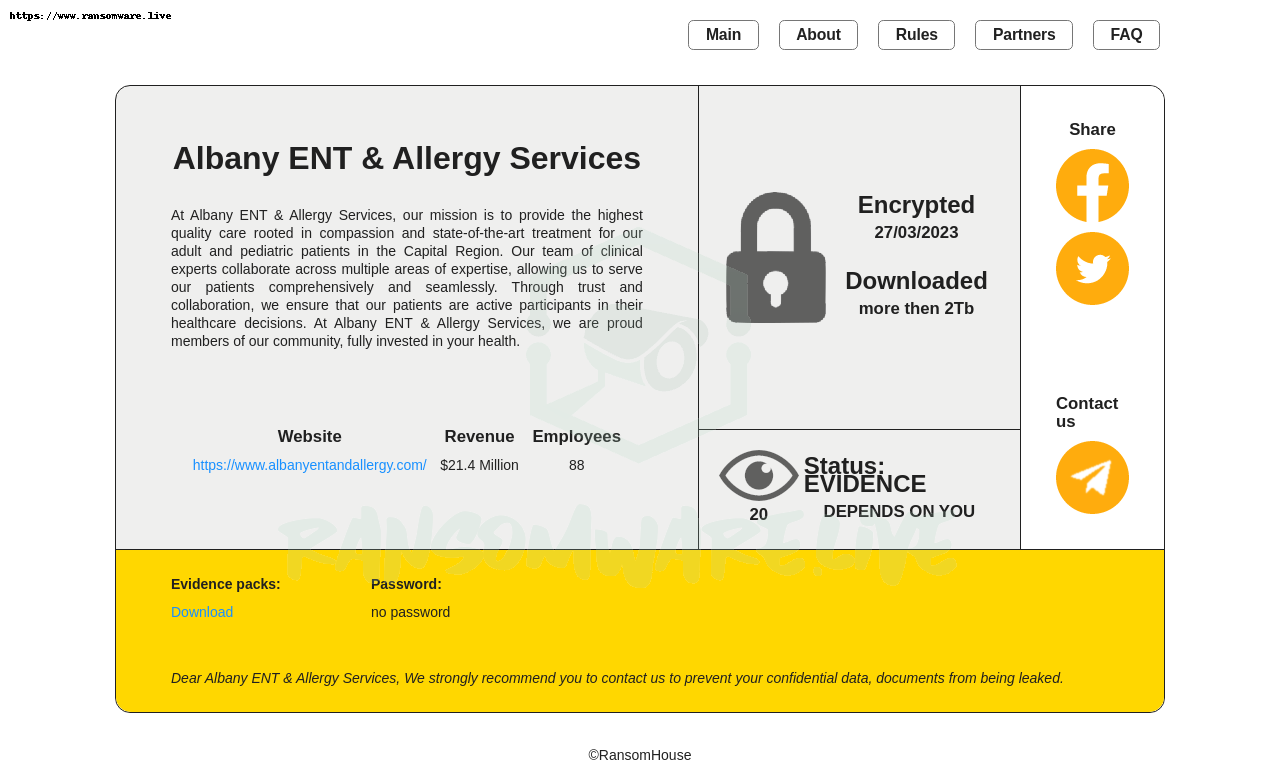 https://www.ransomware.live
Main
About
Rules
Partners
FAQ
Albany ENT & Allergy Services
At Albany ENT & Allergy Services, our mission is to provide the highest
quality care rooted in compassion and state-of-the-art treatment for our
adult and pediatric patients in the Capital Region. Our team of clinical
experts collaborate across multiple areas of expertise, allowing us to serve
our patients comprehensively and seamlessly. Through trust and
collaboration, we ensure that our patients are active participants in their
healthcare decisions. At Albany ENT & Allergy Services, we are proud
members of our community, fully invested in your health.
Website
Revenue
Employees
https://www.albanyentandallergy.com/
$21.4 Million
88
Encrypted
27/03/2023
Downloaded
more then 2Tb
Status:
EVIDENCE
20
DEPENDS ON YOU
Share
Contact
us
RANSOMWARE.LIVE
Evidence packs:
Password:
Download
no password
Dear Albany ENT & Allergy Services, We strongly recommend you to contact us to prevent your confidential data, documents from being leaked.
©RansomHouse